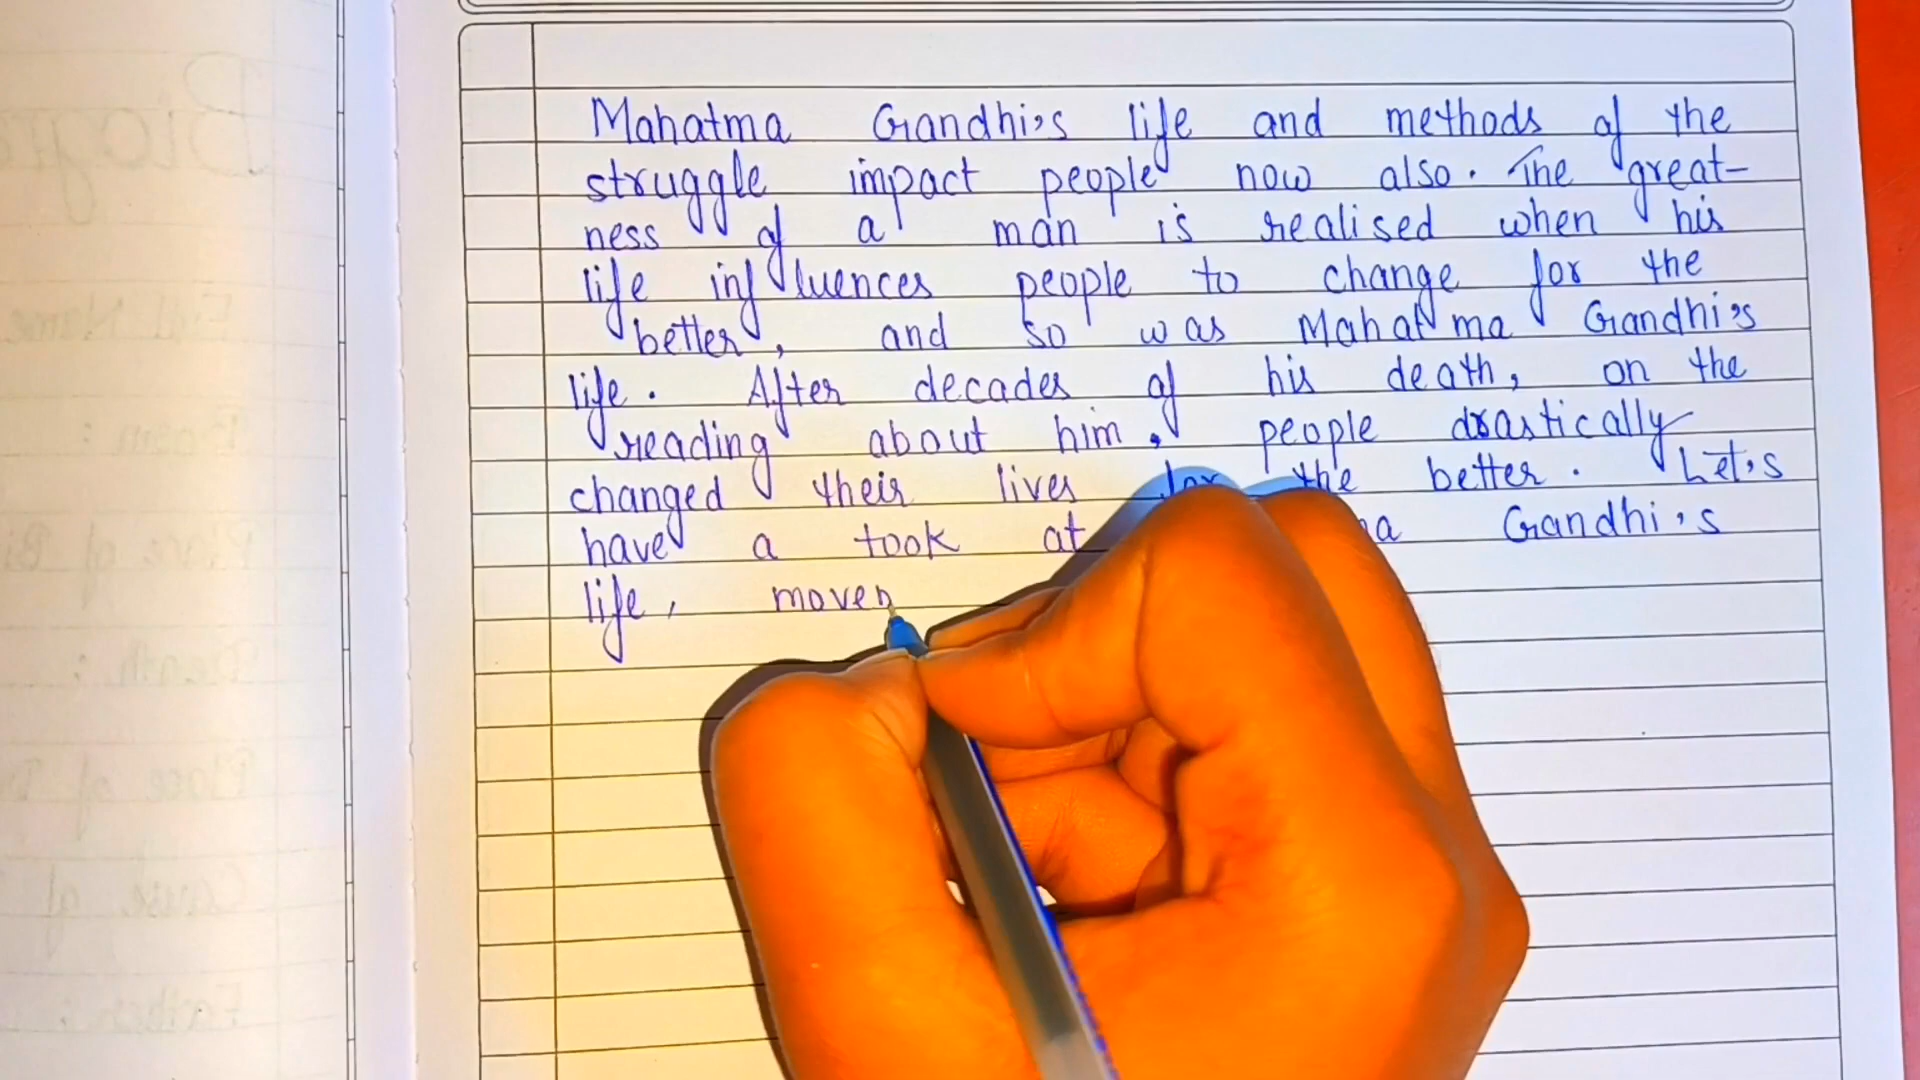 Mahatma Gandhi's life and methods of the
struggle impact people now also. The great-
ness of a man is realised when his
life influences people to change for the
better, and so was Mahatma Gandhi's
life. After decades of his death, on the
reading about him, people drastically
changed their lives for the better. Let's
have a took at Gandhi's
life,